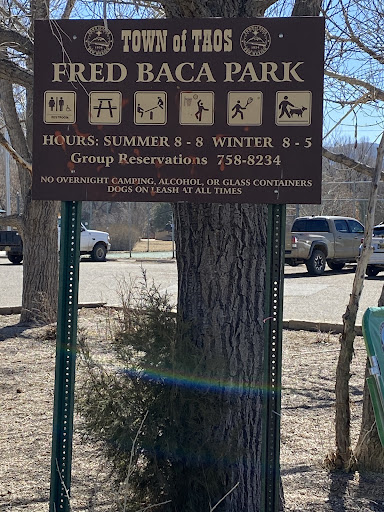 TOWN of TAOS
FRED BACA PARK
HOURS: SUMMER 8 - 8 WINTER 8 - 5
Group Reservations 758-8234
NO OVERNIGHT CAMPING, ALCOHOL, OR GLASS CONTAINERS
DOGS ON LEASH AT ALL TIMES